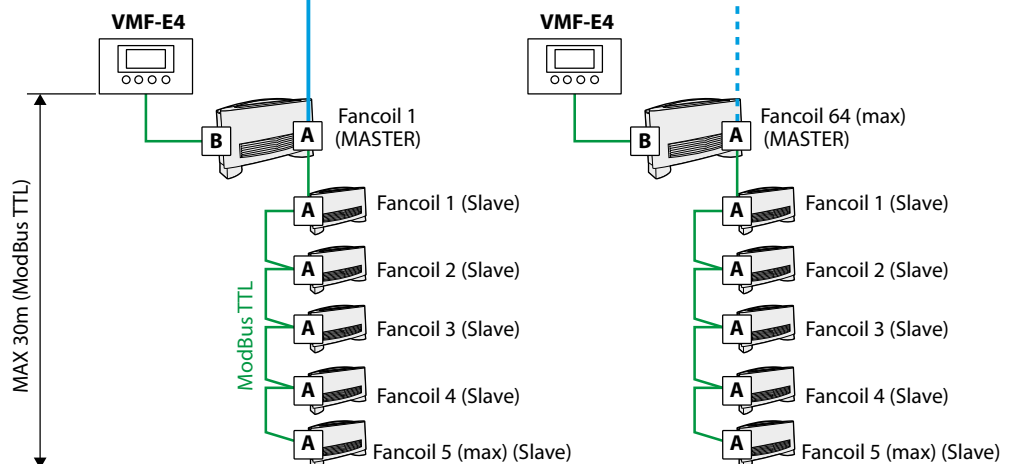 VMF-E4
B
A
Fancoil 1
(MASTER)
A
Fancoil 1 (Slave)
A
Fancoil 2 (Slave)
A
Fancoil 3 (Slave)
A
Fancoil 4 (Slave)
A
Fancoil 5 (max) (Slave)
MAX 30m (ModBus TTL)
ModBus TTL
VMF-E4
B
A
Fancoil 64 (max)
(MASTER)
A
Fancoil 1 (Slave)
A
Fancoil 2 (Slave)
A
Fancoil 3 (Slave)
A
Fancoil 4 (Slave)
A
Fancoil 5 (max) (Slave)